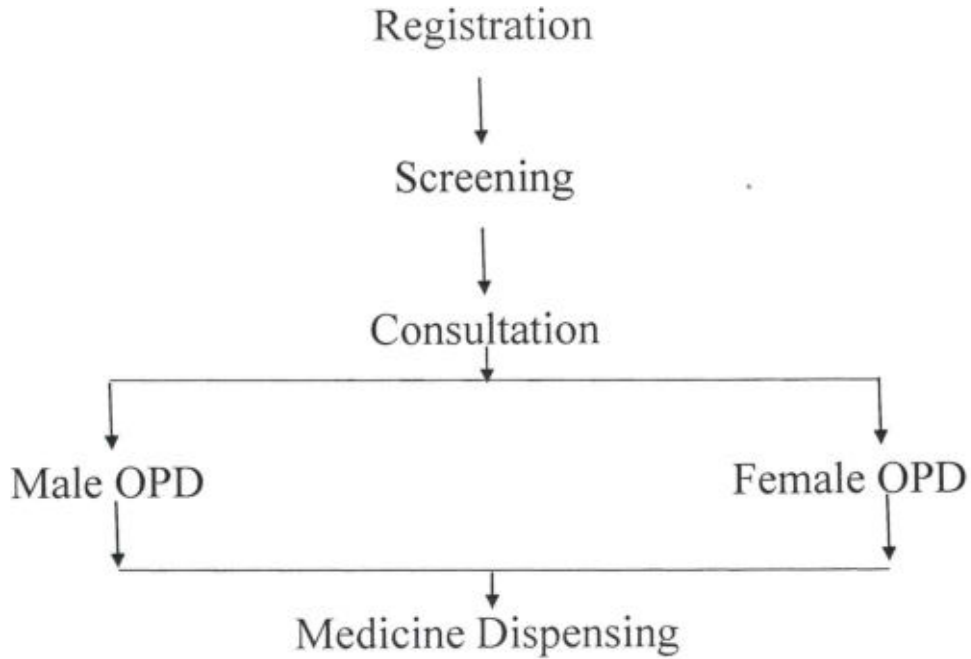 Registration
Screening
Consultation
Male OPD
Female OPD
Medicine Dispensing